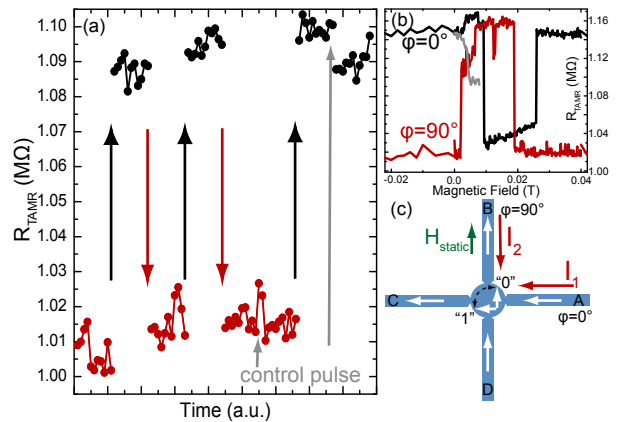 (a)
1.10
1.09
1.08
1.07
1.06
1.05
1.04
1.03
1.02
1.01
1.00
R_TAMR (MΩ)
Time (a.u.)
control pulse
(b)
φ=0°
φ=90°
1.16
1.12
1.08
1.04
1.00
R_TAMR (MΩ)
-0.02 0.00 0.02 0.04
Magnetic Field (T)
(c)
B
φ=90°
H_static
I_2
"0"
I_1
C
A
"1"
φ=0°
D